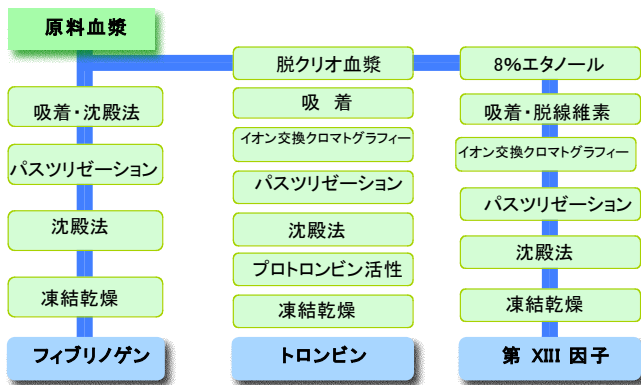 原料血漿
脱クリオ血漿
8%エタノール
吸着・沈殿法
パスツリゼーション
沈殿法
凍結乾燥
フィブリノゲン
吸 着
イオン交換クロマトグラフィー
パスツリゼーション
沈殿法
プロトロンビン活性
凍結乾燥
トロンビン
吸着・脱線維素
イオン交換クロマトグラフィー
パスツリゼーション
沈殿法
凍結乾燥
第 XIII 因子